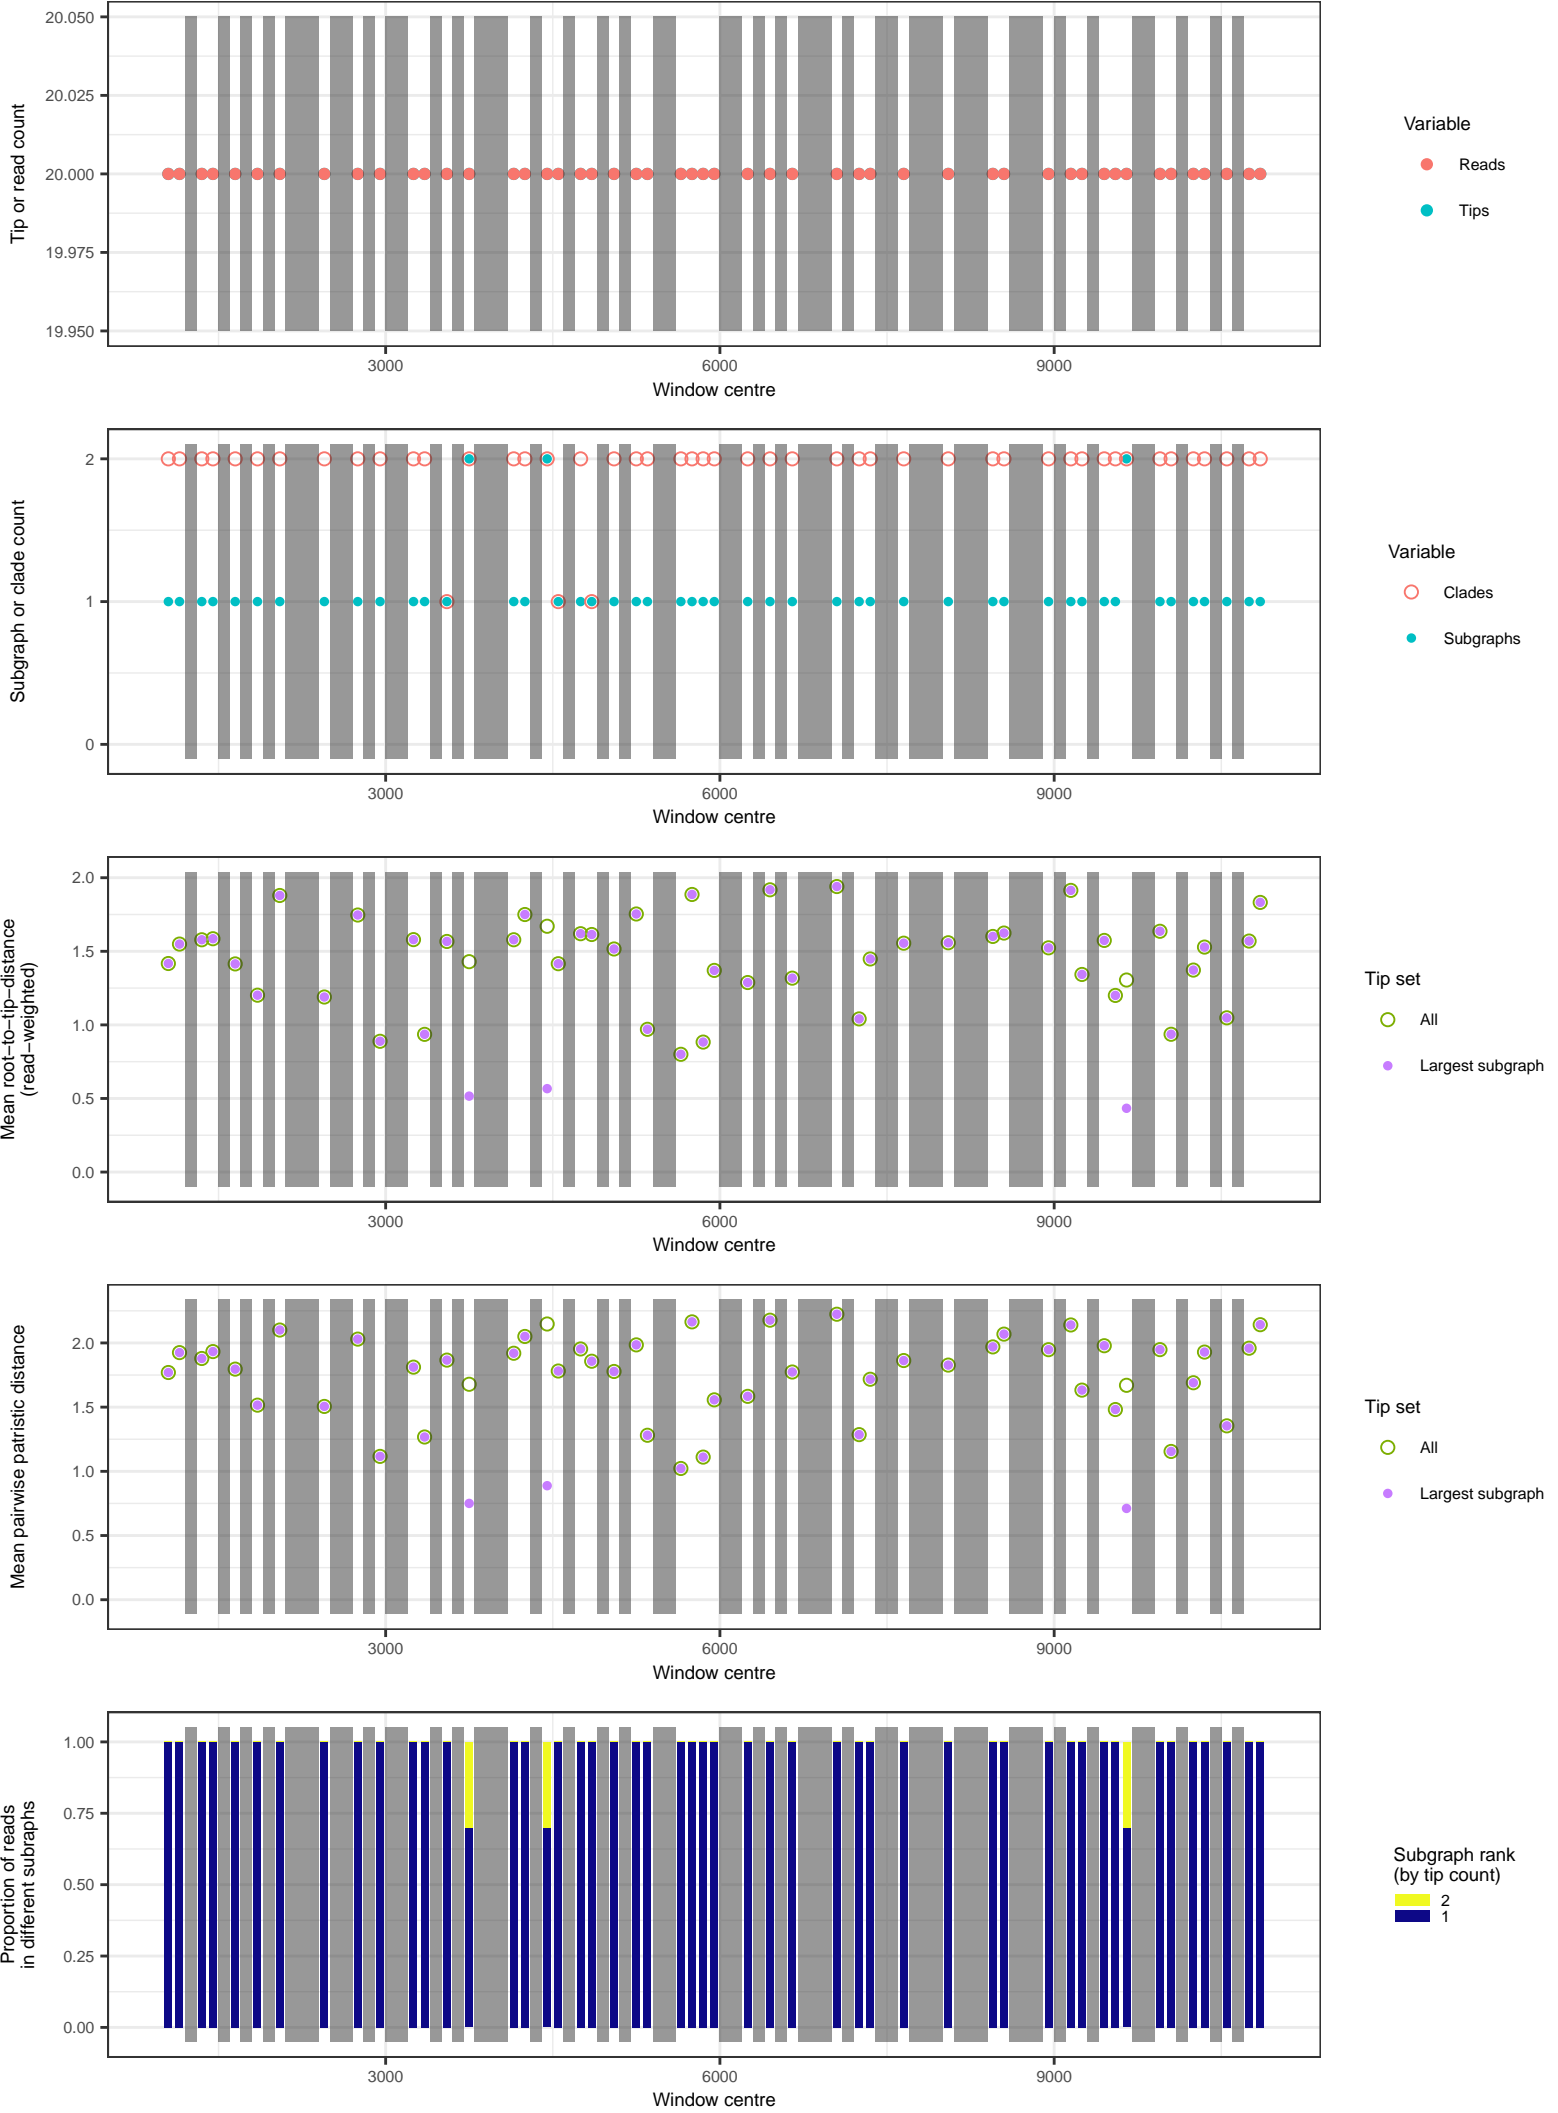 20.050
20.025
20.000
19.975
19.950
Tip or read count
3000
6000
9000
Window centre
Variable
Reads
Tips
2
1
0
Subgraph or clade count
3000
6000
9000
Window centre
Variable
Clades
Subgraphs
2.0
1.5
1.0
0.5
0.0
Mean root−to−tip−distance
(read−weighted)
3000
6000
9000
Window centre
Tip set
All
Largest subgraph
2.0
1.5
1.0
0.5
0.0
Mean pairwise patristic distance
3000
6000
9000
Window centre
Tip set
All
Largest subgraph
1.00
0.75
0.50
0.25
0.00
Proportion of reads
in different subraphs
3000
6000
9000
Window centre
Subgraph rank
(by tip count)
2
1